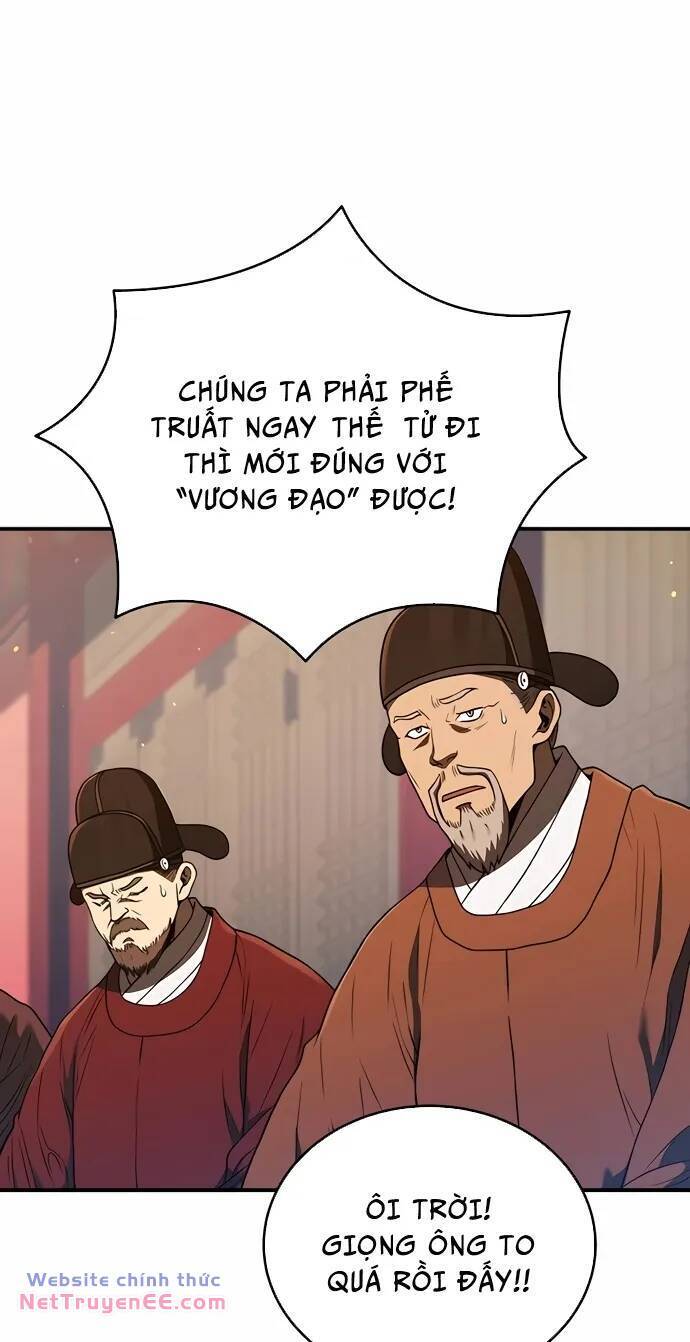 CHÚNG TA PHẢI PHẾ
TRUẤT NGAY THẾ TỬ ĐI
THÌ MỚI ĐÚNG VỚI
"VƯƠNG ĐẠO" ĐƯỢC!
ÔI TRỜI!
GIỌNG ÔNG TO
QUÁ RỒI ĐẤY!!
Website chính thức
NetTruyenEE.com